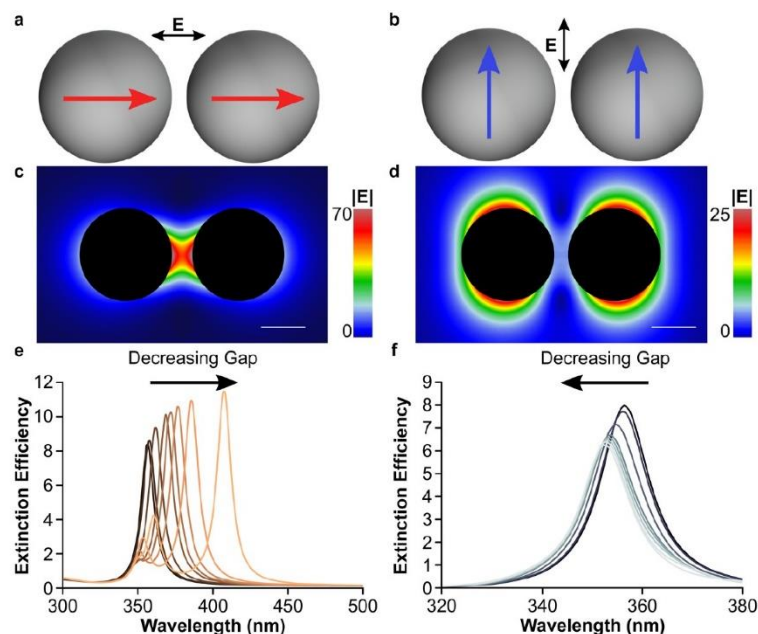 a
E
b
E
c
|E|
70
0
d
|E|
25
0
e
Decreasing Gap
12
10
8
6
4
2
0
Extinction Efficiency
300
350
400
450
500
Wavelength (nm)
f
Decreasing Gap
9
8
7
6
5
4
3
2
1
0
Extinction Efficiency
320
340
360
380
Wavelength (nm)